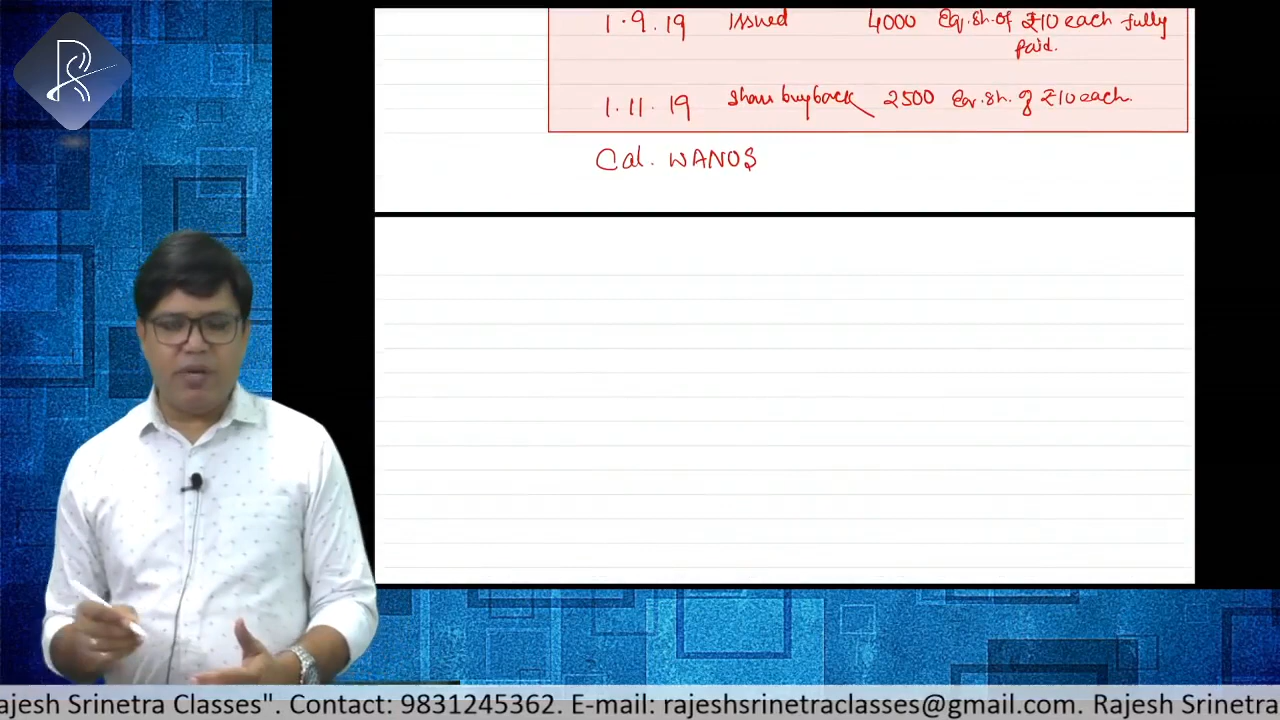 1.9.19 Issued 4000 Eq.sh.of ₹10 each fully
paid.
1.11.19 Share buyback 2500 Eq.sh. of ₹10 each.
Cal. WANOS
ajesh Srinetra Classes". Contact: 9831245362. E-mail: rajeshsrinetraclasses@gmail.com. Rajesh Srinetra